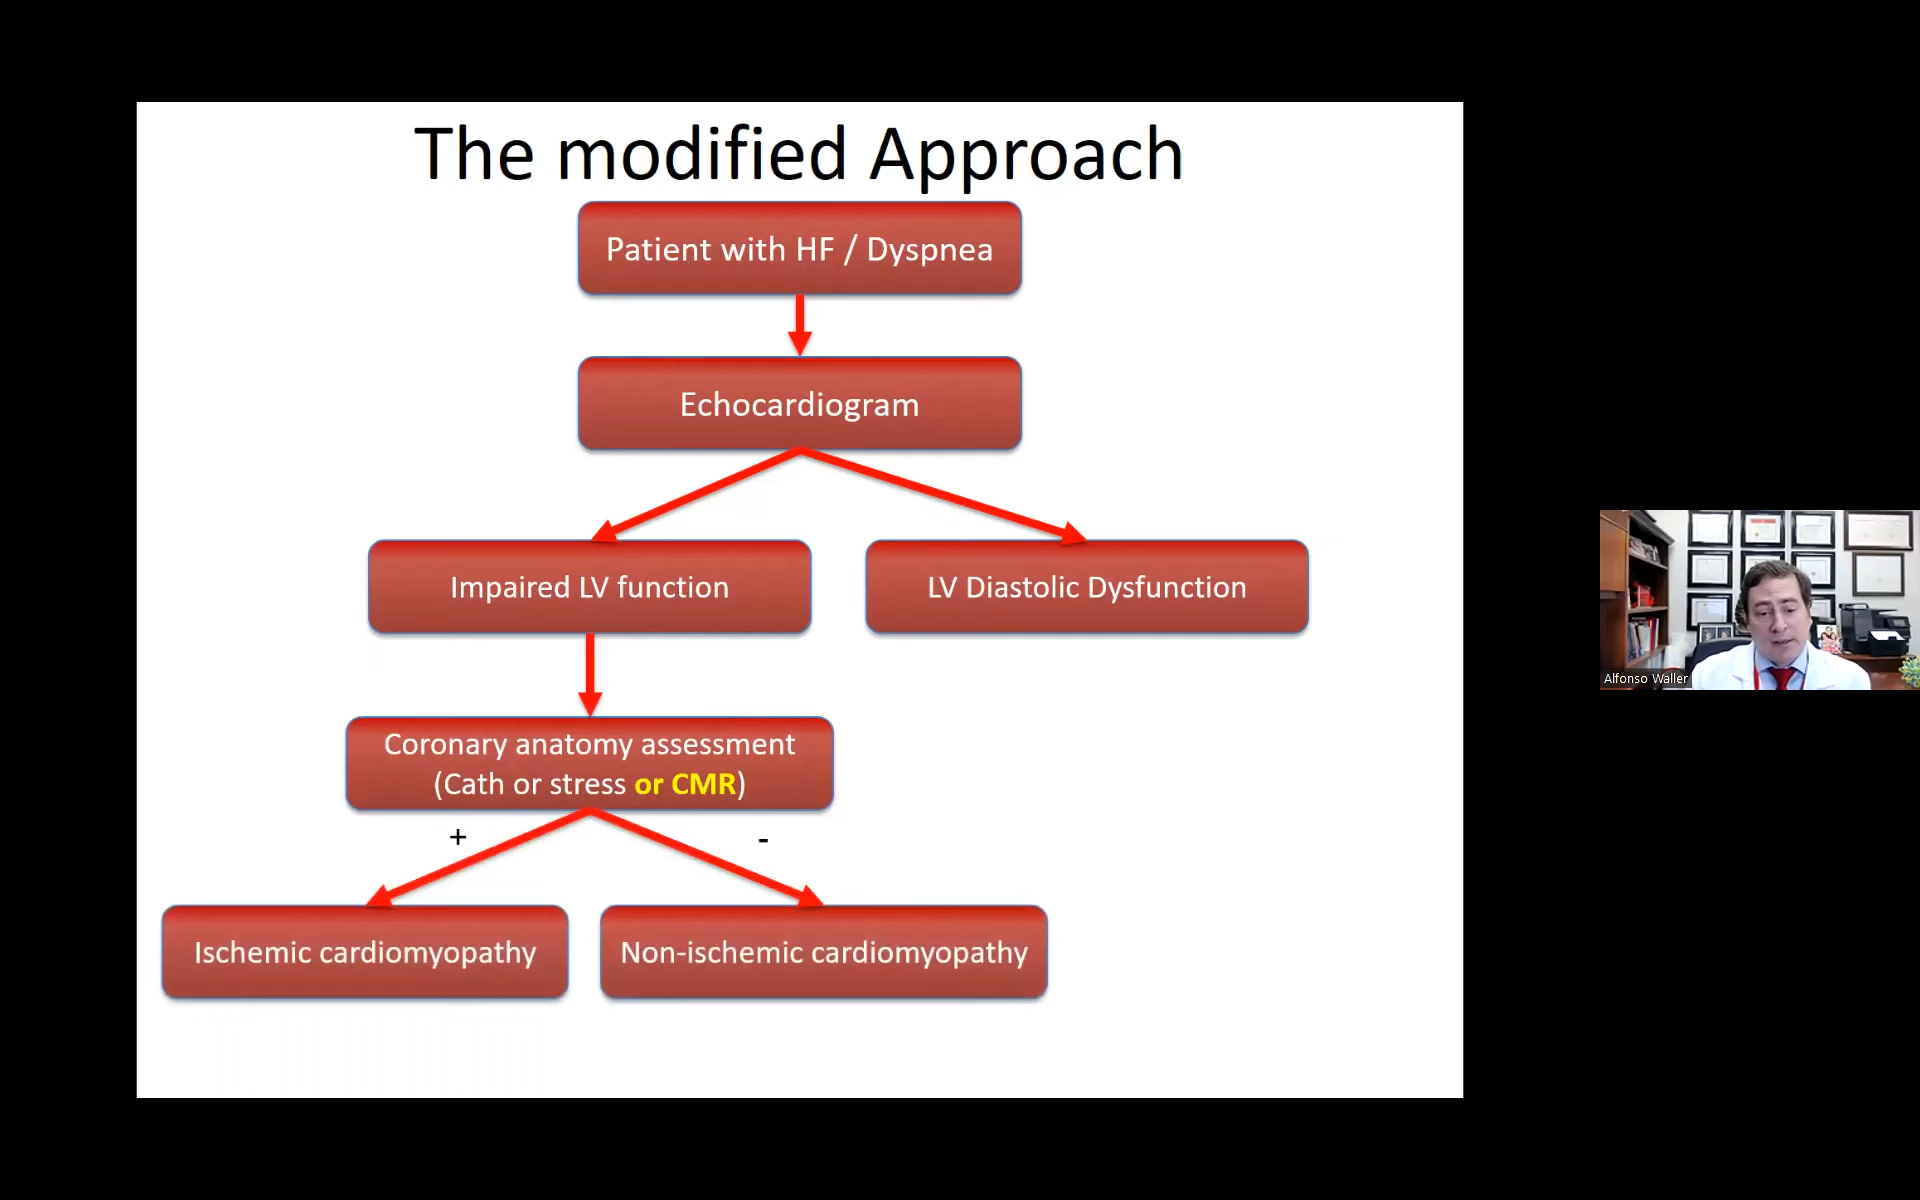 The modified Approach
Patient with HF / Dyspnea
Echocardiogram
Impaired LV function
LV Diastolic Dysfunction
Coronary anatomy assessment
(Cath or stress or CMR)
+
-
Ischemic cardiomyopathy
Non-ischemic cardiomyopathy
Alfonso Waller